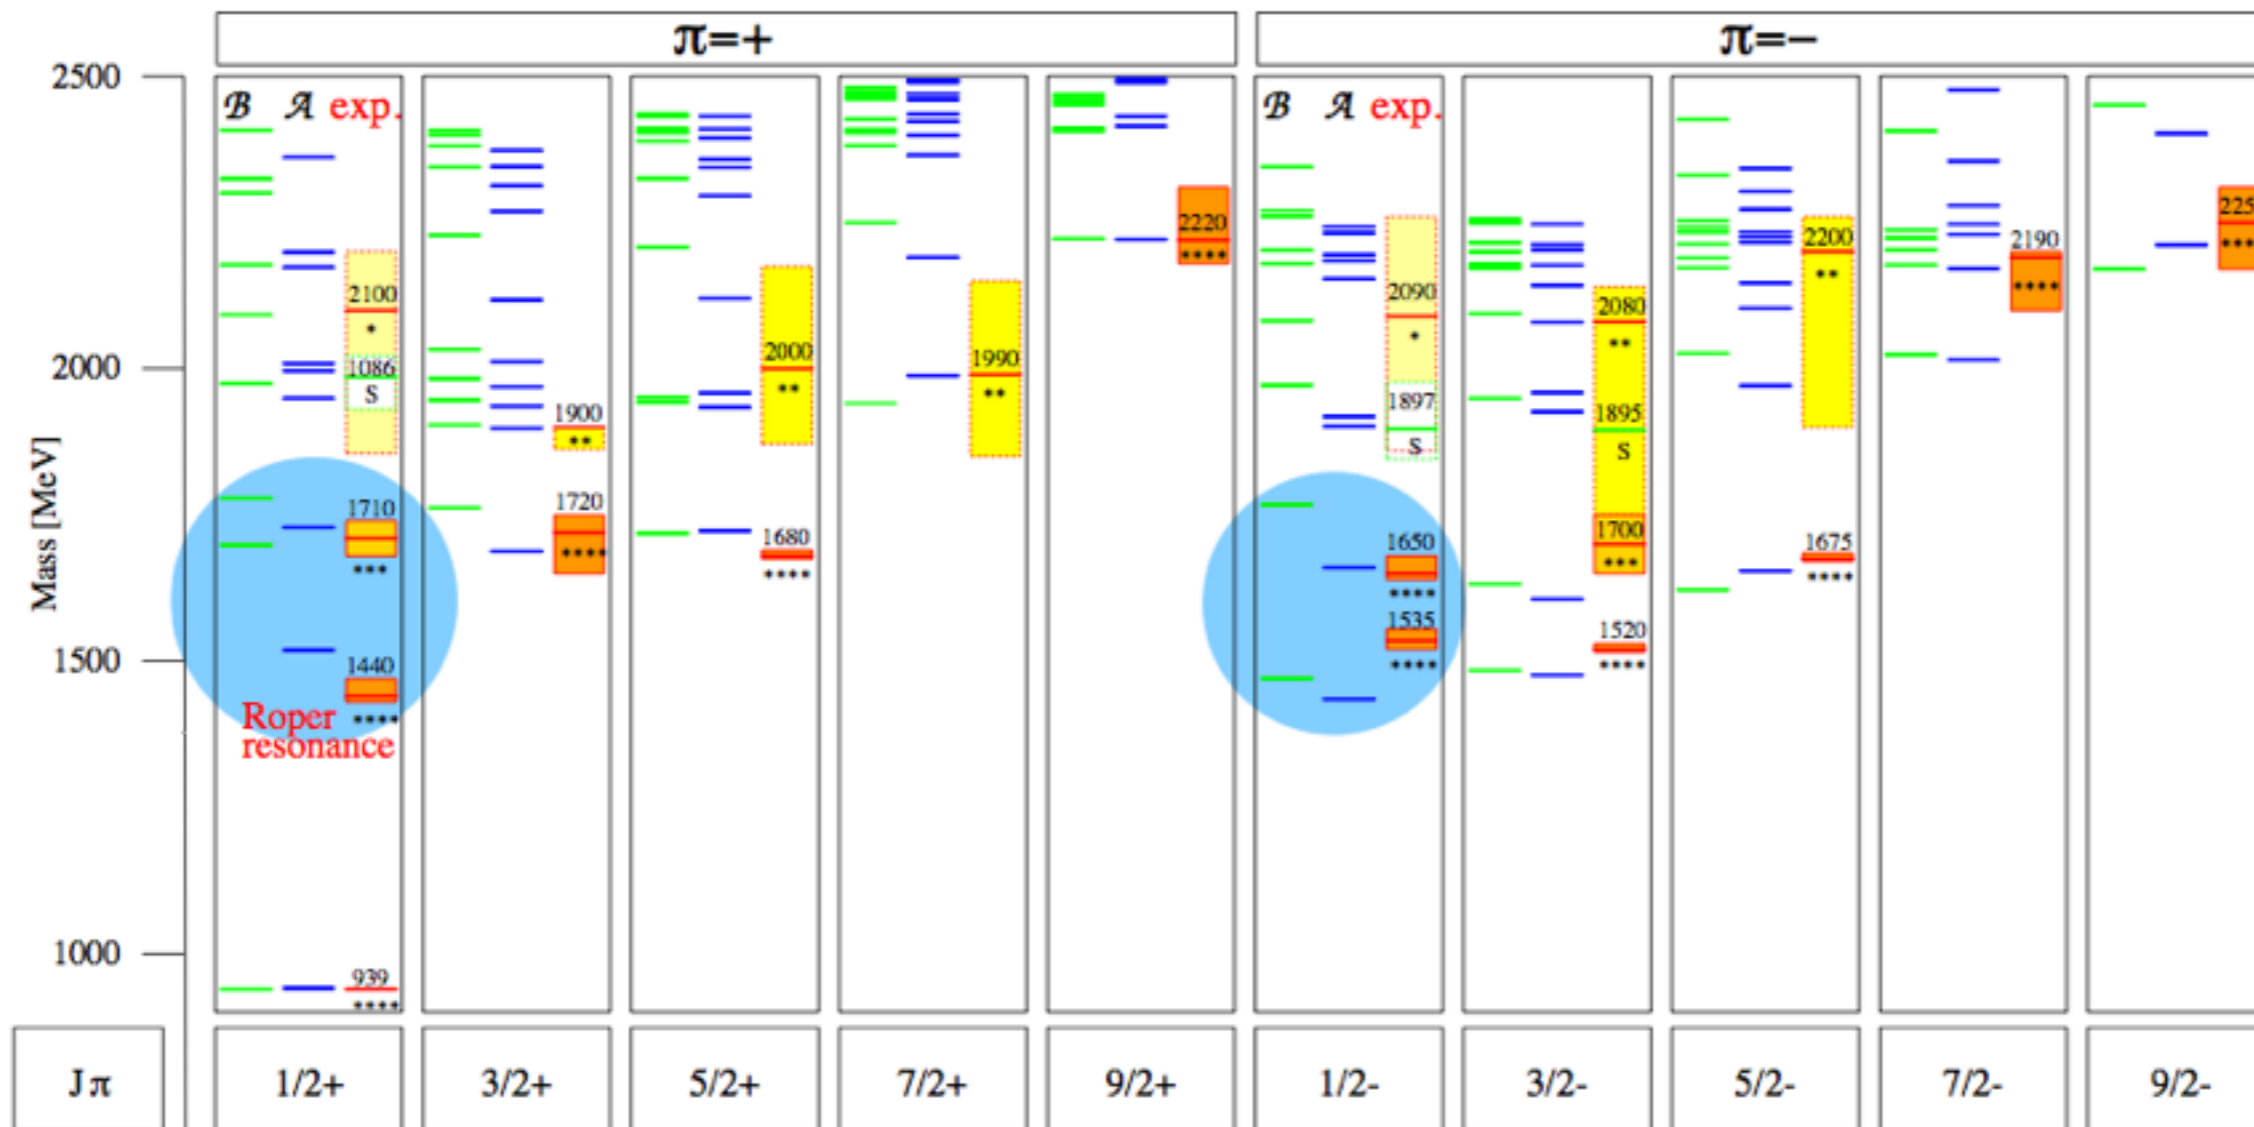 π=+ π=−
2500
ℬ 𝒜 exp. ℬ 𝒜 exp.
2220 225
**** ***
2200 2190
** ****
2100 2090 2080
* * **
2000 1990
** **
2000
1086 1897 1895
S S S
1900
**
1710 1720 1700
*** **** ***
1680 1650 1675
**** **** ****
Mass [MeV]
1535 1520
**** ****
1500
1440
****
Roper
resonance
1000
939
****
Jπ 1/2+ 3/2+ 5/2+ 7/2+ 9/2+ 1/2- 3/2- 5/2- 7/2- 9/2-